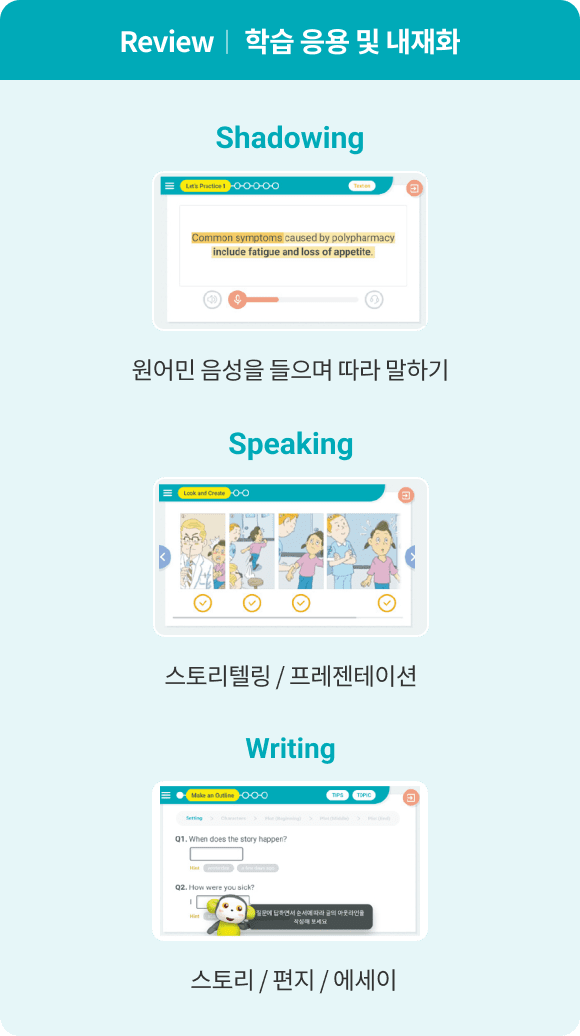 Review | 학습 응용 및 내재화
Shadowing
Let's Practice 1
Common symptoms caused by polypharmacy
include fatigue and loss of appetite.
원어민 음성을 들으며 따라 말하기
Speaking
Look and Create
스토리텔링 / 프레젠테이션
Writing
Make an Outline
TIPS
TOPIC
Setting
Q1. When does the story happen?
Hint
Q2. How were you sick?
I
Hint
질문에 답하면서 순서에 따라 글의 아웃라인을
작성해 보세요
스토리 / 편지 / 에세이